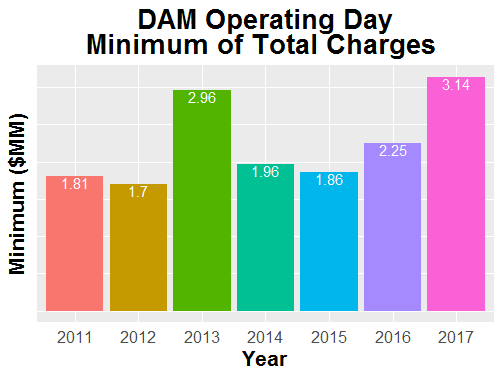 DAM Operating Day
Minimum of Total Charges
Minimum ($MM)
1.81
1.7
2.96
1.96
1.86
2.25
3.14
2011 2012 2013 2014 2015 2016 2017
Year